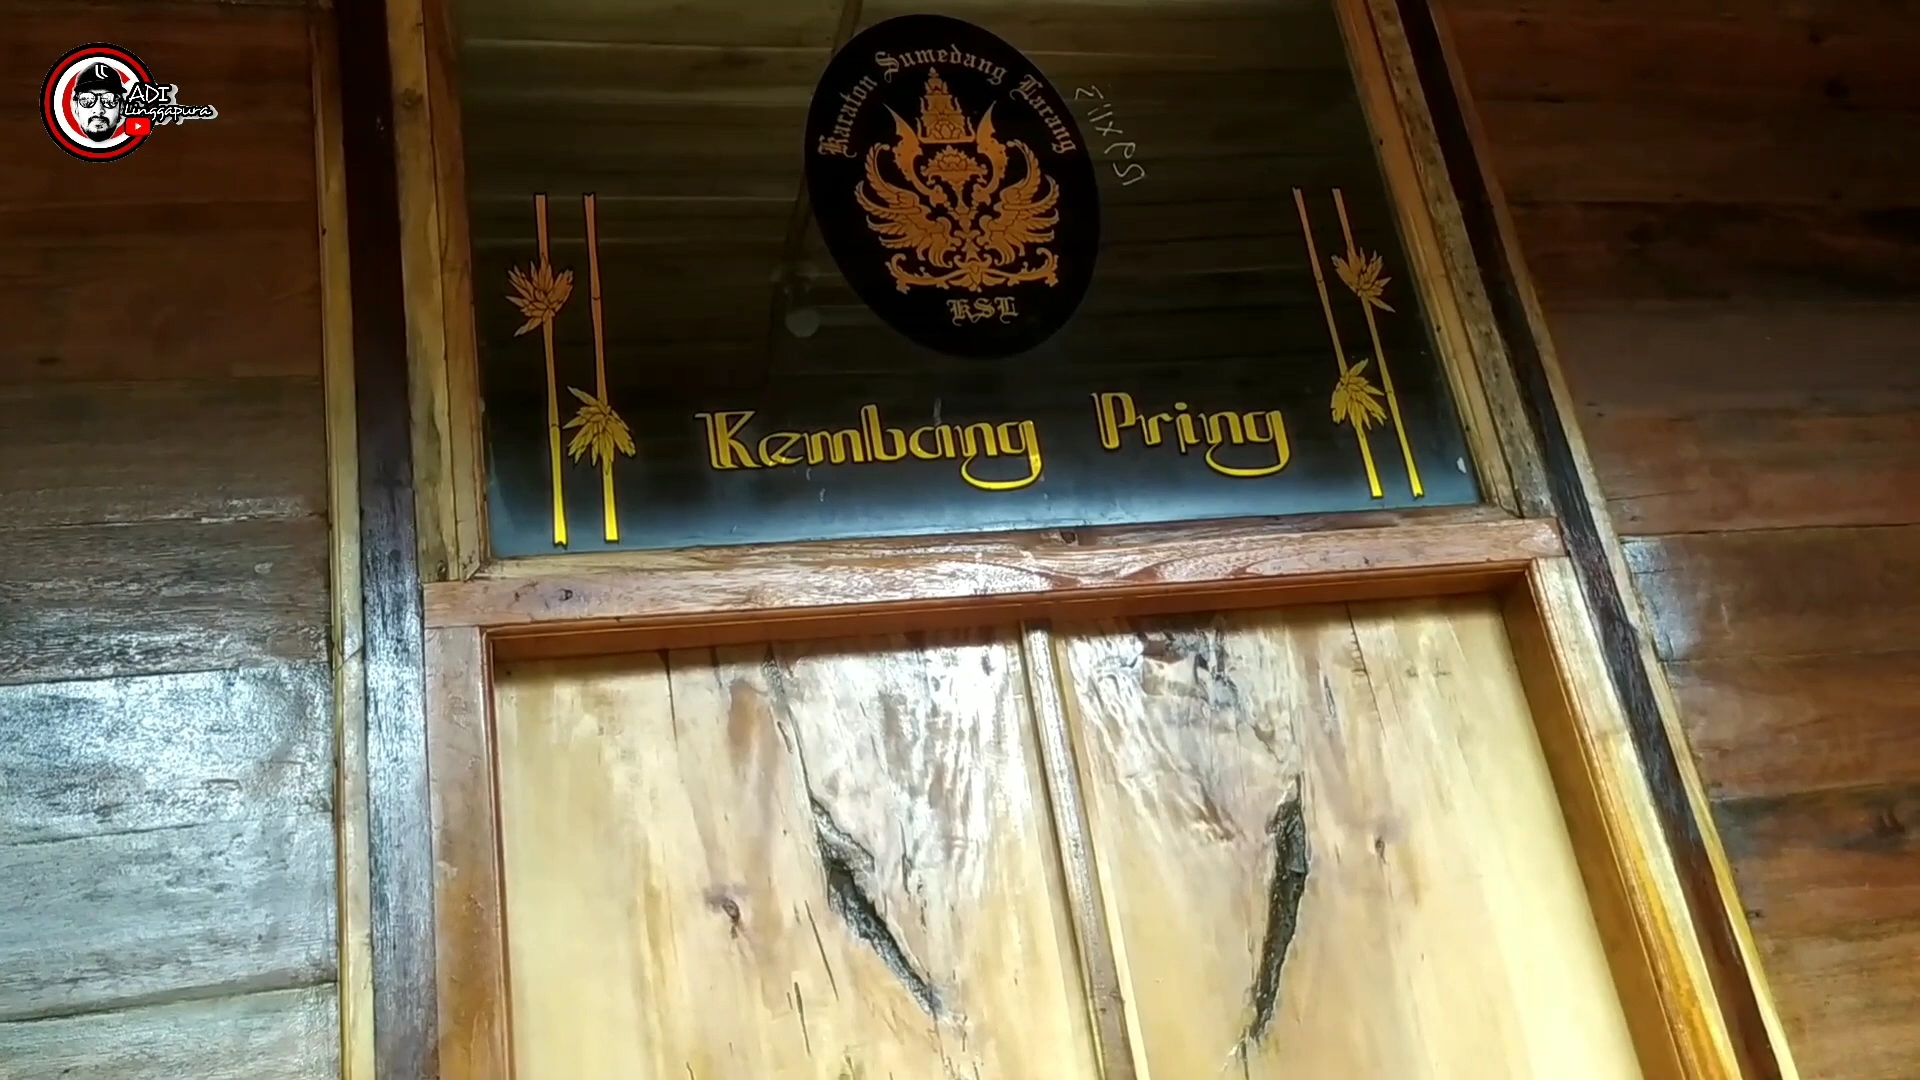 ADI
Linggapura
Karaton Sumedang Larang
KSL
Kembang Pring